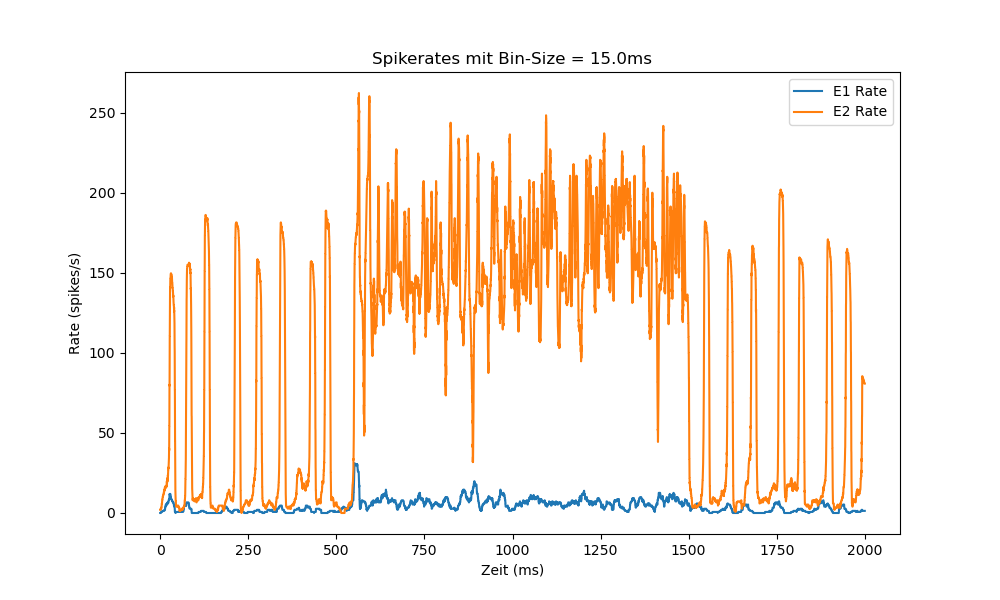 Spikerates mit Bin-Size = 15.0ms
E1 Rate
E2 Rate
Rate (spikes/s)
250
200
150
100
50
0
0 250 500 750 1000 1250 1500 1750 2000
Zeit (ms)